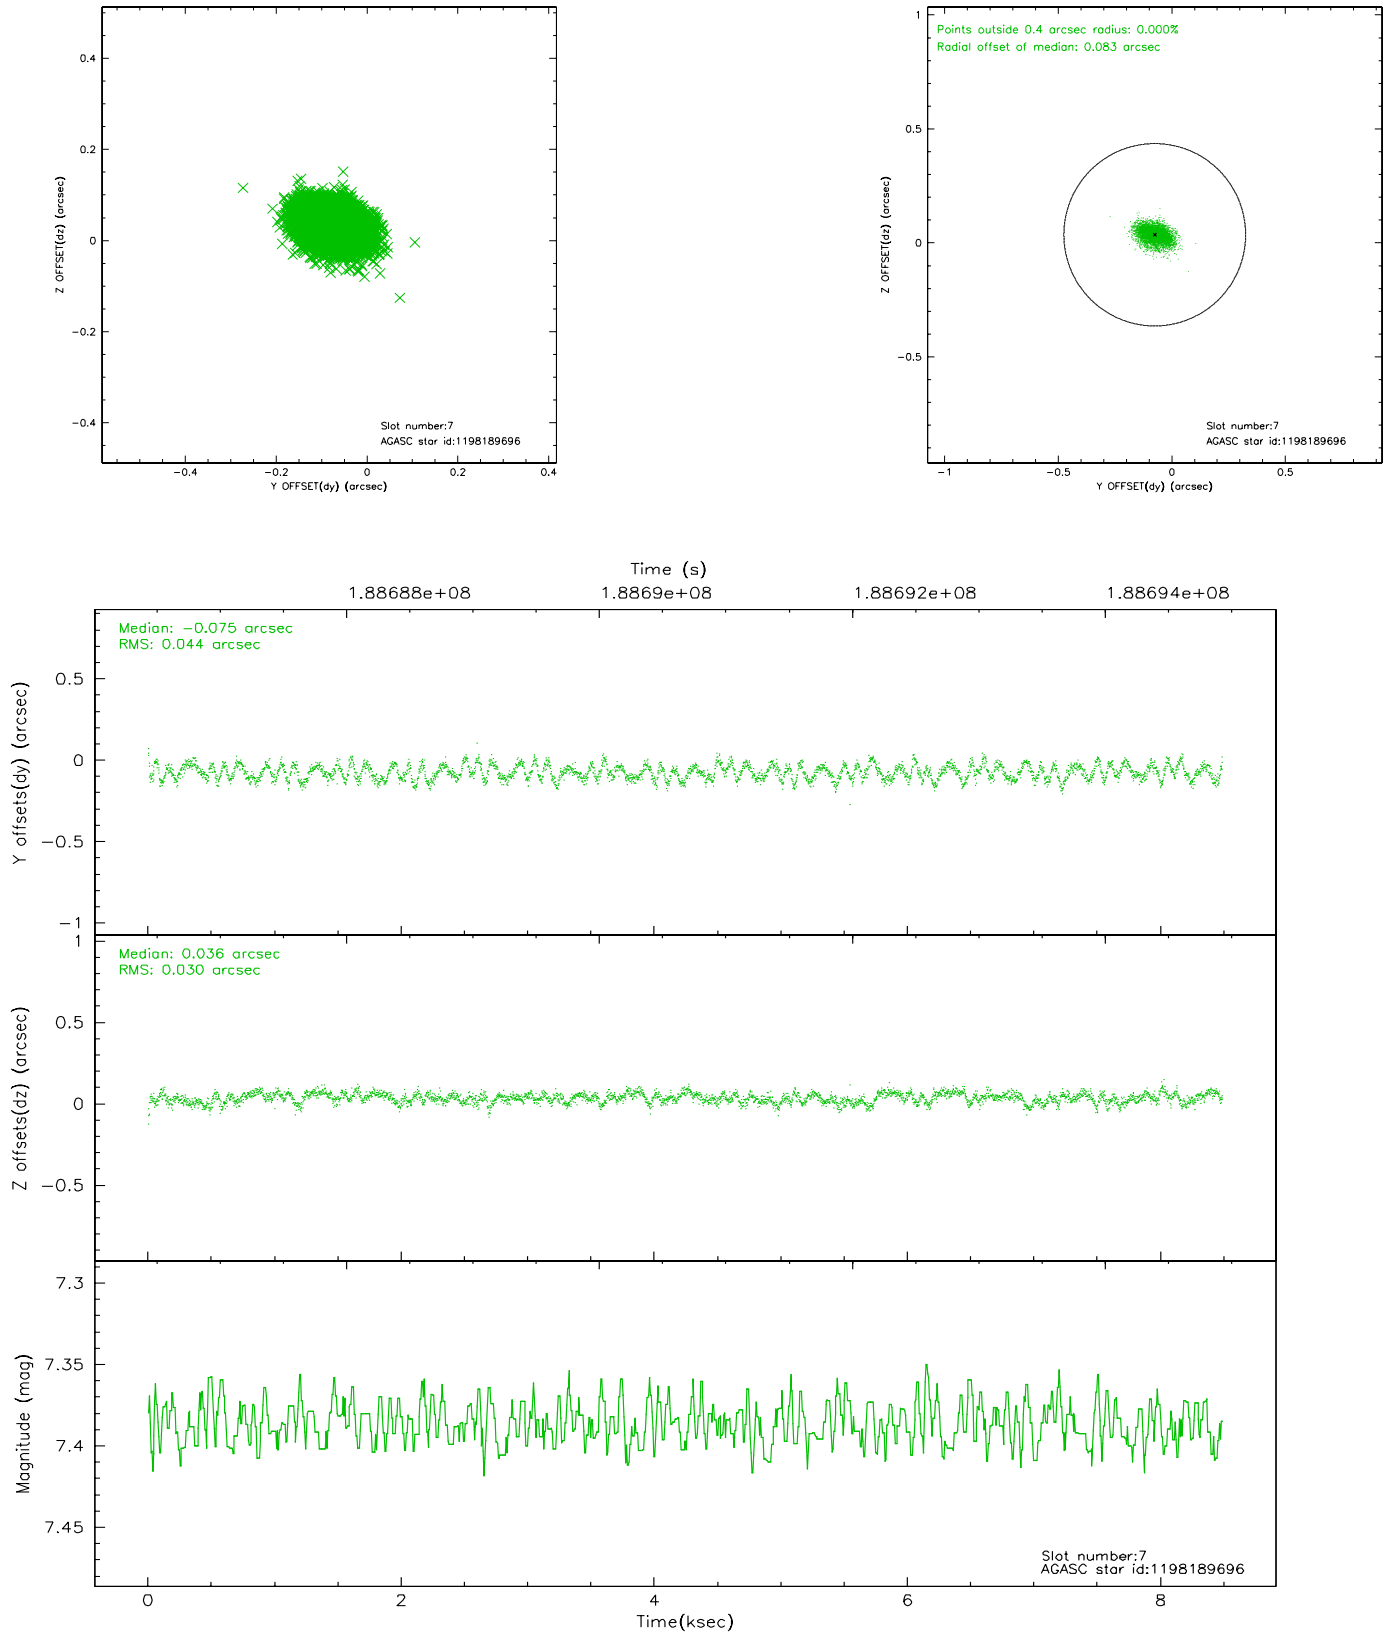 0.4
0.2
0
−0.2
−0.4
Z OFFSET(dz) (arcsec)
Slot number:7
AGASC star id:1198189696
−0.4 −0.2 0 0.2 0.4
Y OFFSET(dy) (arcsec)
Points outside 0.4 arcsec radius: 0.000%
Radial offset of median: 0.083 arcsec
1
0.5
0
−0.5
Z OFFSET(dz) (arcsec)
Slot number:7
AGASC star id:1198189696
−1 −0.5 0 0.5
Y OFFSET(dy) (arcsec)
Time (s)
1.88688e+08 1.8869e+08 1.88692e+08 1.88694e+08
Median: −0.075 arcsec
RMS: 0.044 arcsec
0.5
0
−0.5
−1
Y offsets(dy) (arcsec)
Median: 0.036 arcsec
RMS: 0.030 arcsec
1
0.5
0
−0.5
Z offsets(dz) (arcsec)
7.3
7.35
7.4
7.45
Magnitude (mag)
Slot number:7
AGASC star id:1198189696
0 2 4 6 8
Time(ksec)